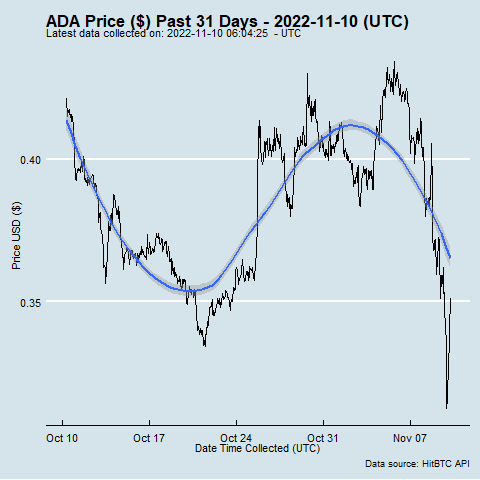 ADA Price ($) Past 31 Days - 2022-11-10 (UTC)
Latest data collected on: 2022-11-10 06:04:25 - UTC
0.40
0.35
Price USD ($)
Oct 10
Oct 17
Oct 24
Oct 31
Nov 07
Date Time Collected (UTC)
Data source: HitBTC API